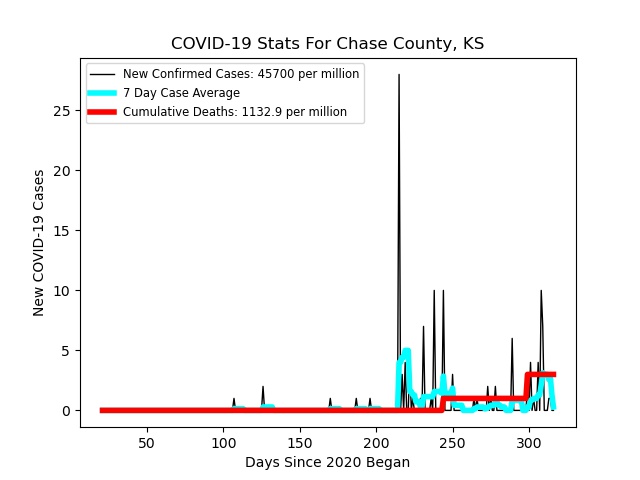 COVID-19 Stats For Chase County, KS
New Confirmed Cases: 45700 per million
7 Day Case Average
Cumulative Deaths: 1132.9 per million
New COVID-19 Cases
25
20
15
10
5
0
50 100 150 200 250 300
Days Since 2020 Began